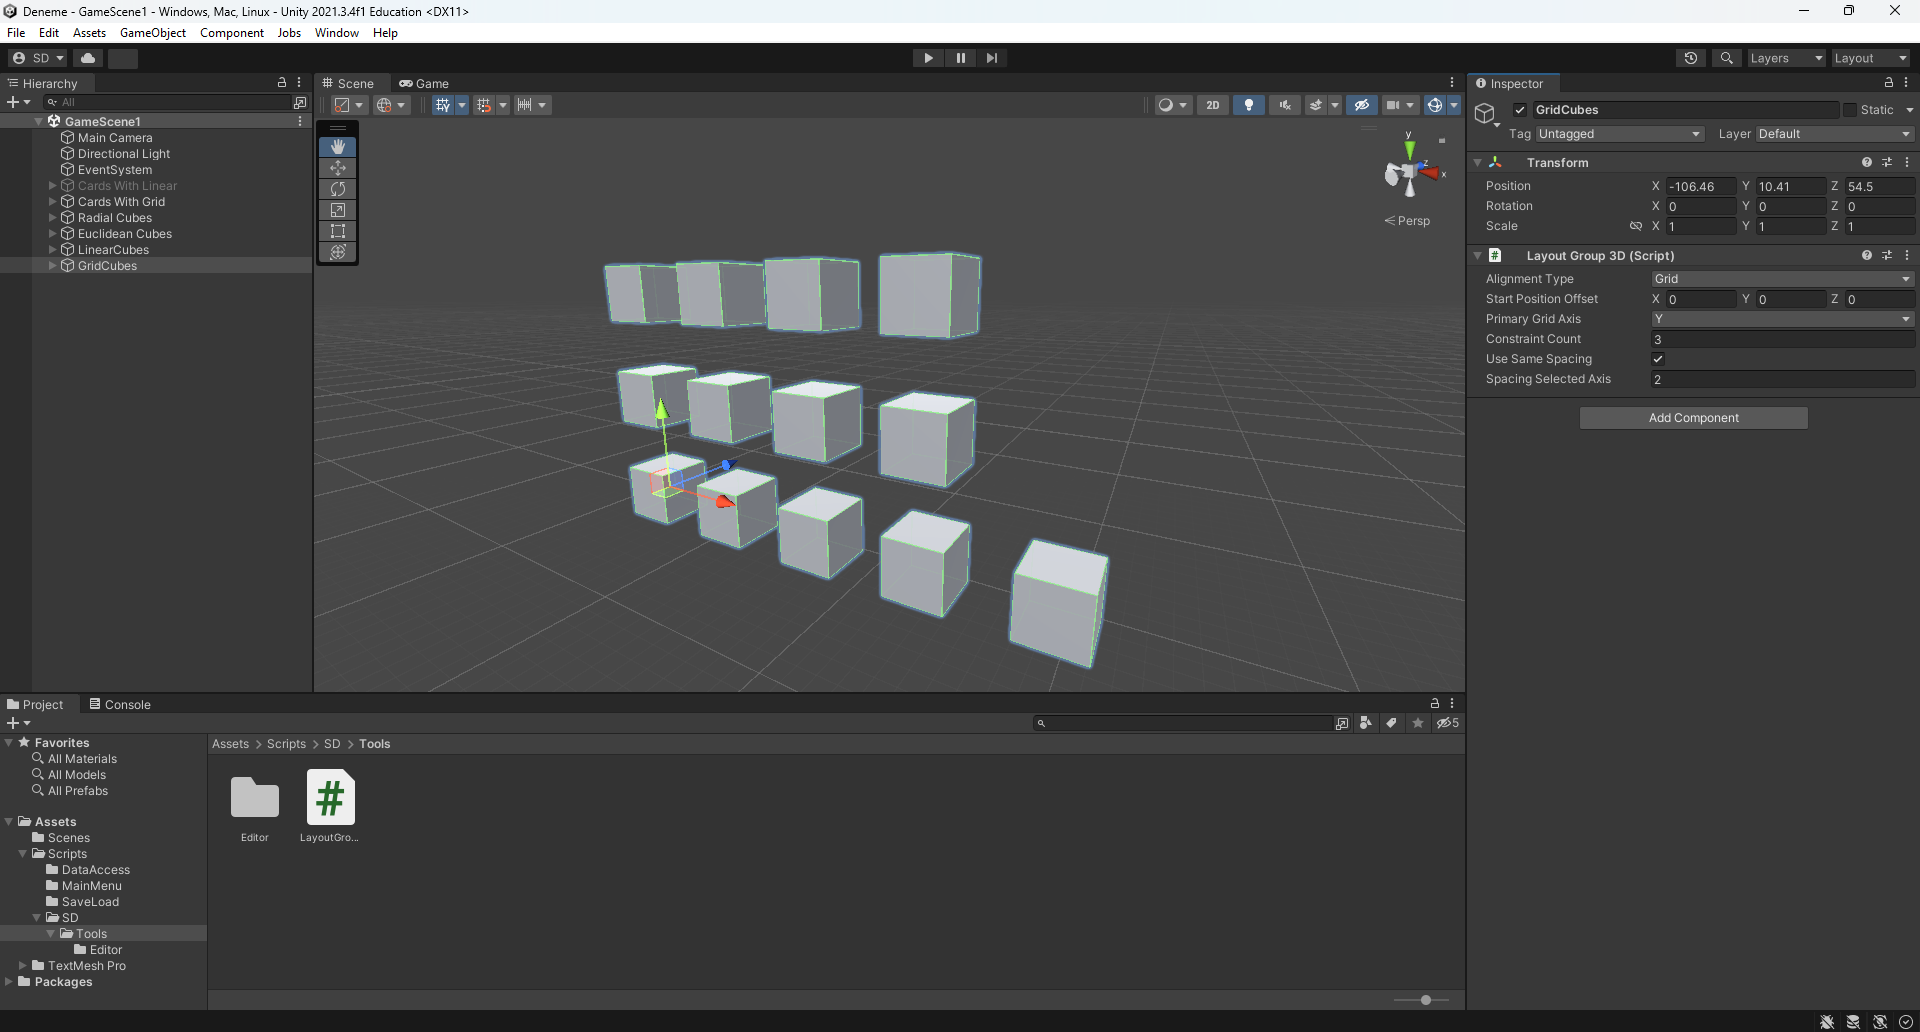 Deneme - GameScene1 - Windows, Mac, Linux - Unity 2021.3.4f1 Education <DX11>
File Edit Assets GameObject Component Jobs Window Help
SD
Layers
Layout
Hierarchy
All
GameScene1
Main Camera
Directional Light
EventSystem
Cards With Linear
Cards With Grid
Radial Cubes
Euclidean Cubes
LinearCubes
GridCubes
Scene
Game
2D
y
z
x
Persp
Inspector
GridCubes
Static
Tag Untagged
Layer Default
Transform
Position X -106.46 Y 10.41 Z 54.5
Rotation X 0 Y 0 Z 0
Scale X 1 Y 1 Z 1
#
Layout Group 3D (Script)
Alignment Type Grid
Start Position Offset X 0 Y 0 Z 0
Primary Grid Axis Y
Constraint Count 3
Use Same Spacing
Spacing Selected Axis 2
Add Component
Project
Console
5
Favorites
All Materials
All Models
All Prefabs
Assets
Scenes
Scripts
DataAccess
MainMenu
SaveLoad
SD
Tools
Editor
TextMesh Pro
Packages
Assets > Scripts > SD > Tools
#
Editor
LayoutGro...